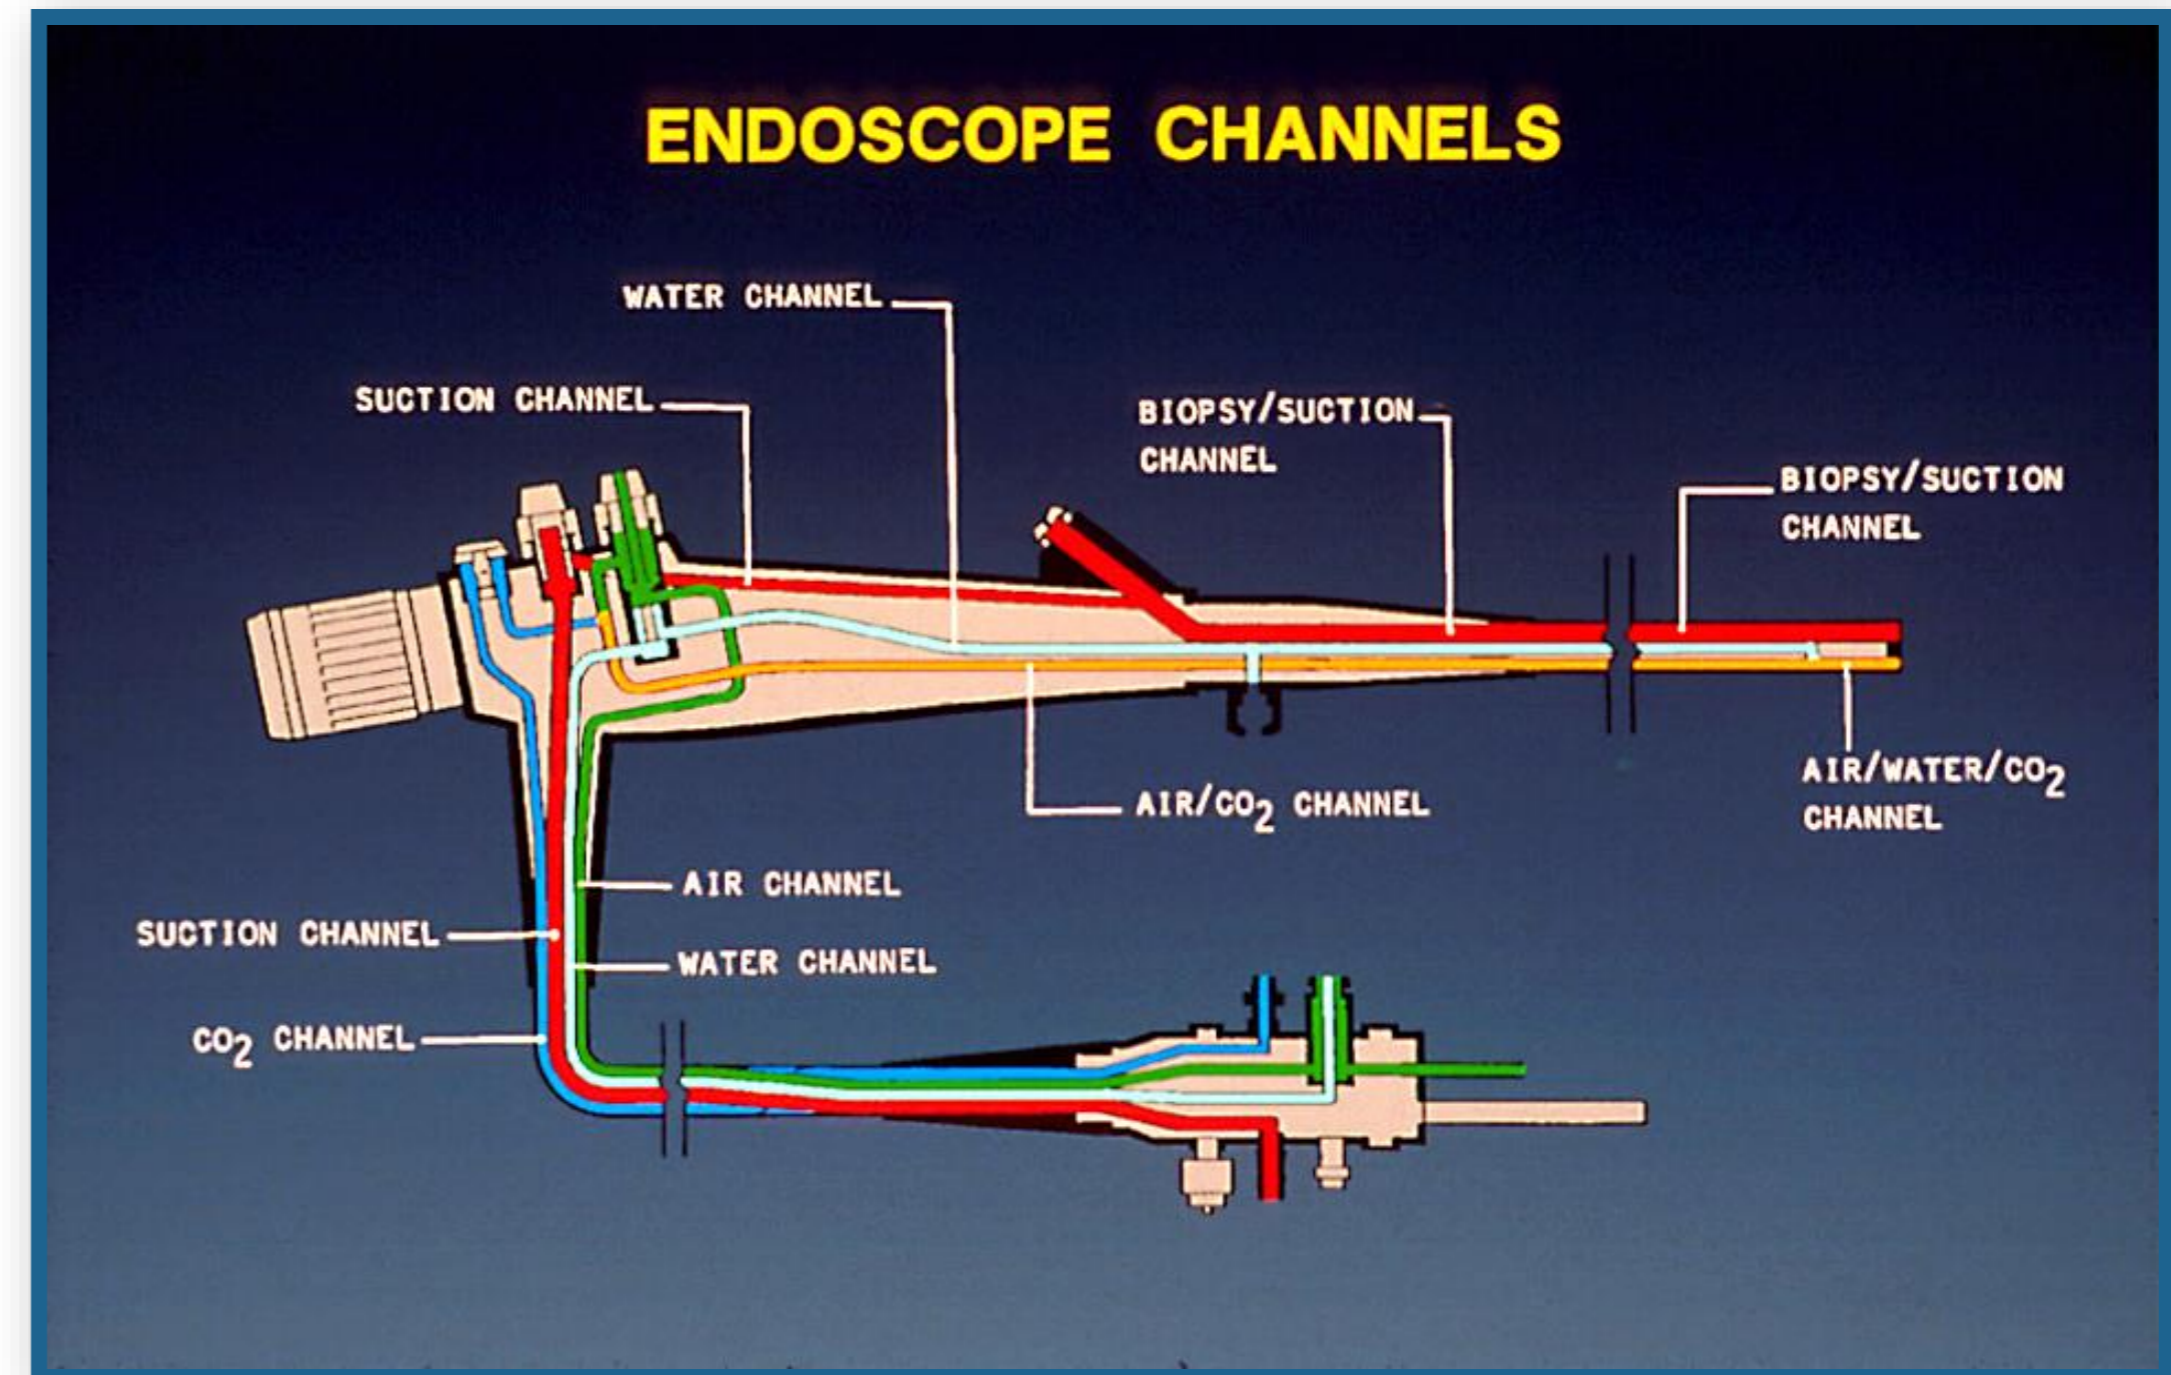 ENDOSCOPE CHANNELS
WATER CHANNEL
SUCTION CHANNEL
BIOPSY/SUCTION
CHANNEL
BIOPSY/SUCTION
CHANNEL
AIR/WATER/CO2
CHANNEL
AIR/CO2 CHANNEL
AIR CHANNEL
SUCTION CHANNEL
WATER CHANNEL
CO2 CHANNEL